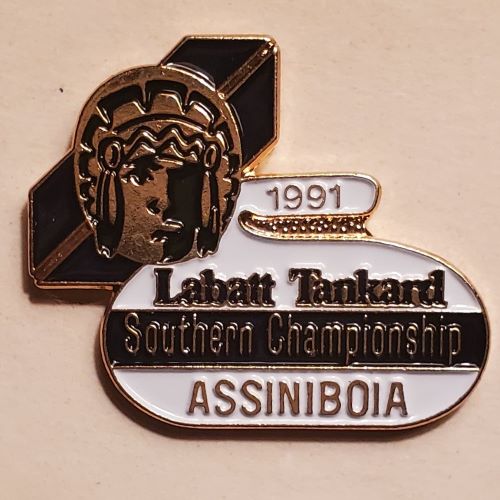 1991
Labatt Tankard
Southern Championship
ASSINIBOIA